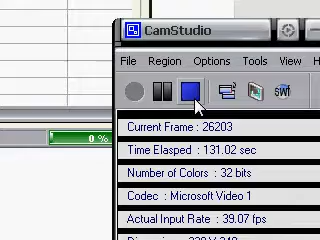 CamStudio
File Region Options Tools View
SWT
Current Frame : 26203
Time Elasped : 131.02 sec
0 %
Number of Colors : 32 bits
Codec : Microsoft Video 1
Actual Input Rate : 39.07 fps